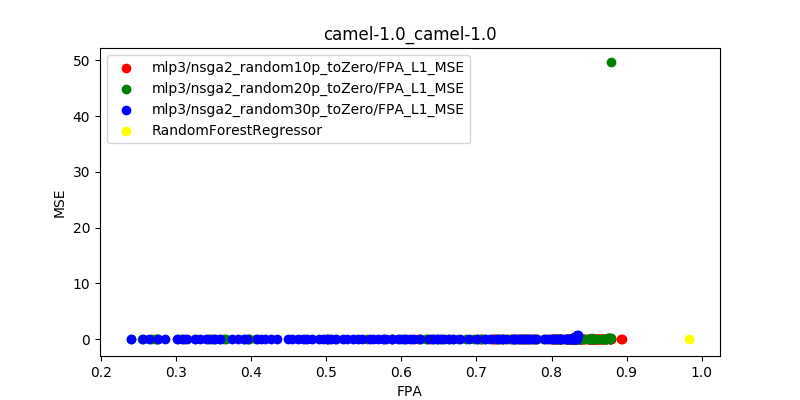 camel-1.0_camel-1.0
mlp3/nsga2_random10p_toZero/FPA_L1_MSE
mlp3/nsga2_random20p_toZero/FPA_L1_MSE
mlp3/nsga2_random30p_toZero/FPA_L1_MSE
RandomForestRegressor
MSE
50
40
30
20
10
0
0.2 0.3 0.4 0.5 0.6 0.7 0.8 0.9 1.0
FPA